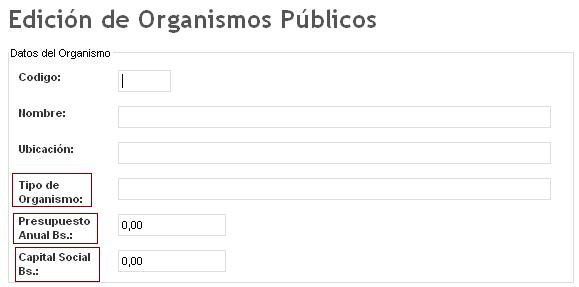 Edición de Organismos Públicos
Datos del Organismo
Codigo:
Nombre:
Ubicación:
Tipo de
Organismo:
Presupuesto
Anual Bs.:
0,00
Capital Social
Bs.:
0,00